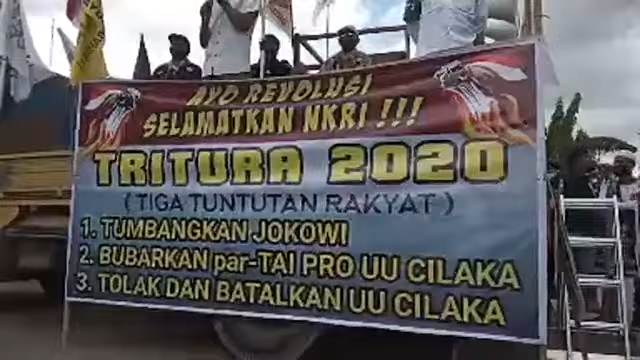 AYO REVOLUSI
SELAMATKAN NKRI !!!
TRITURA 2020
( TIGA TUNTUTAN RAKYAT )
1. TUMBANGKAN JOKOWI
2. BUBARKAN par-TAI PRO UU CILAKA
3. TOLAK DAN BATALKAN UU CILAKA